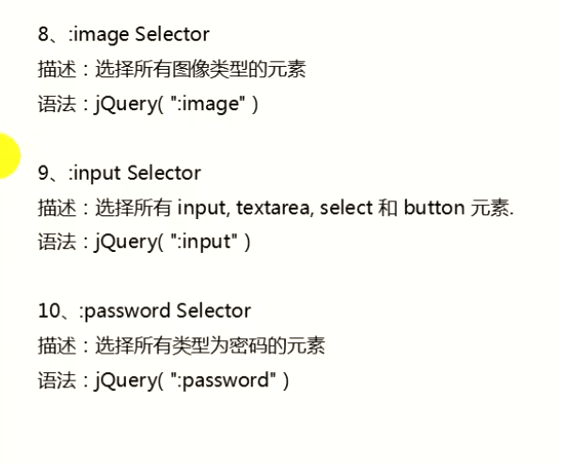 8、:image Selector
描述：选择所有图像类型的元素
语法：jQuery( ":image" )
9、:input Selector
描述：选择所有 input, textarea, select 和 button 元素.
语法：jQuery( ":input" )
10、:password Selector
描述：选择所有类型为密码的元素
语法：jQuery( ":password" )